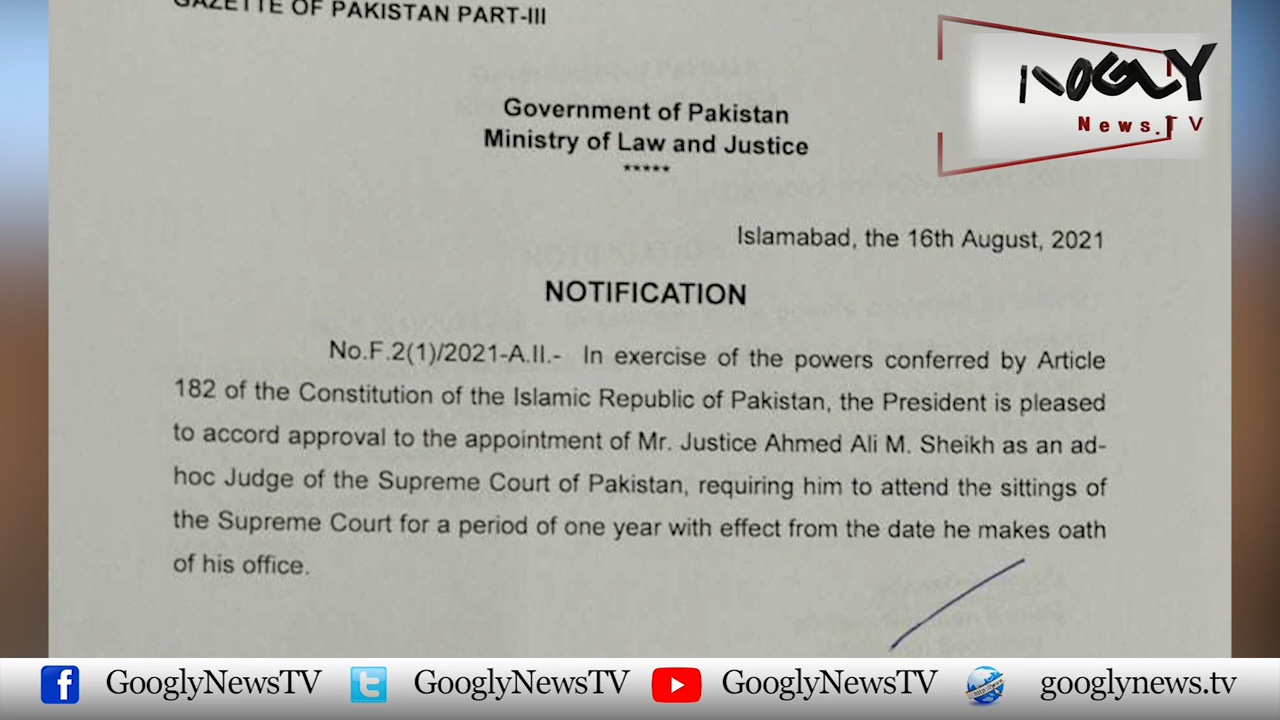 GAZETTE OF PAKISTAN PART-III
GOOGLY
News.TV
Government of Pakistan
Ministry of Law and Justice
*****
Islamabad, the 16th August, 2021
NOTIFICATION
No.F.2(1)/2021-A.II.- In exercise of the powers conferred by Article
182 of the Constitution of the Islamic Republic of Pakistan, the President is pleased
to accord approval to the appointment of Mr. Justice Ahmed Ali M. Sheikh as an ad-
hoc Judge of the Supreme Court of Pakistan, requiring him to attend the sittings of
the Supreme Court for a period of one year with effect from the date he makes oath
of his office.
GooglyNewsTV GooglyNewsTV GooglyNewsTV googlynews.tv